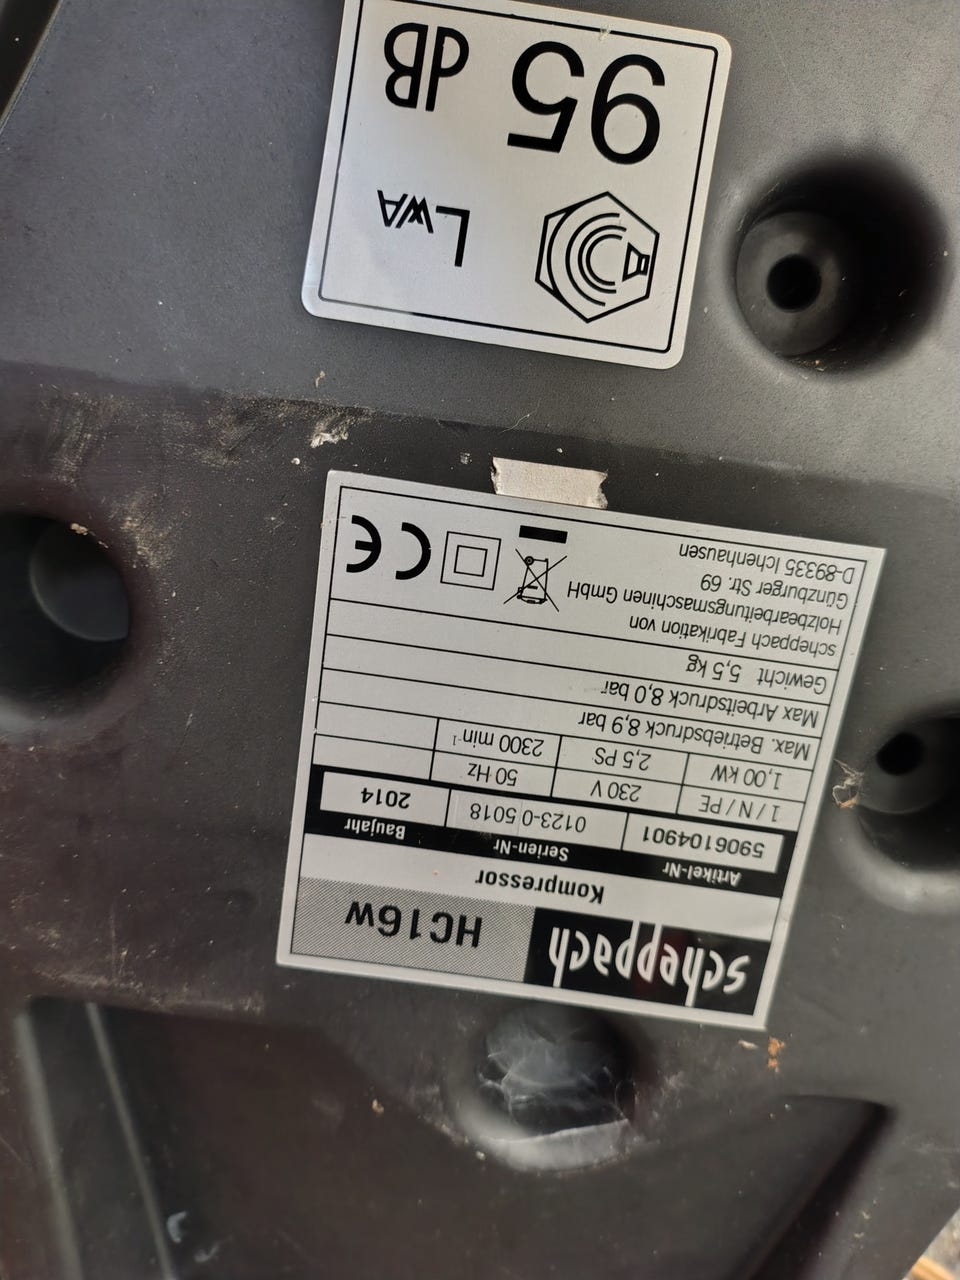 scheppach HC16w
Kompressor
Artikel-Nr Serien-Nr Baujahr
5906104901 0123-0 5018 2014
1 / N / PE 230 V 50 Hz
1,00 kW 2,5 PS 2300 min⁻¹
Max. Betriebsdruck 8,9 bar
Max Arbeitsdruck 8,0 bar
Gewicht 5,5 kg
scheppach Fabrikation von
Holzbearbeitungsmaschinen GmbH
Günzburger Str. 69
D-89335 Ichenhausen
CE
LWA
95 dB